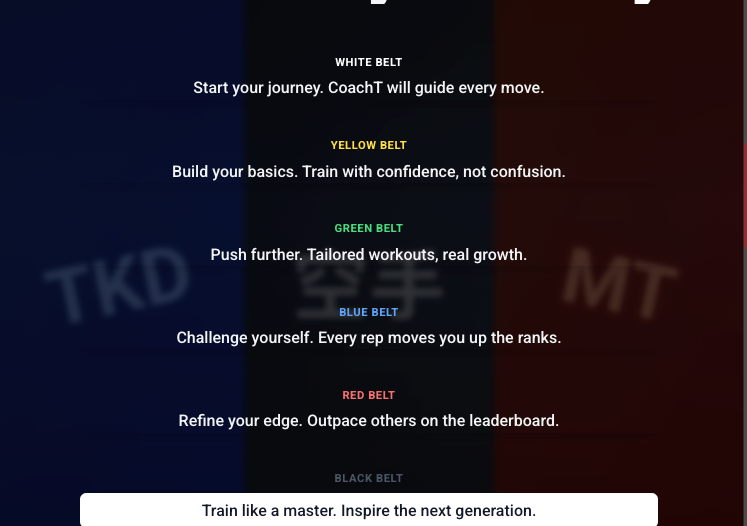 WHITE BELT
Start your journey. CoachT will guide every move.
YELLOW BELT
Build your basics. Train with confidence, not confusion.
GREEN BELT
Push further. Tailored workouts, real growth.
TKD
空手
MT
BLUE BELT
Challenge yourself. Every rep moves you up the ranks.
RED BELT
Refine your edge. Outpace others on the leaderboard.
BLACK BELT
Train like a master. Inspire the next generation.